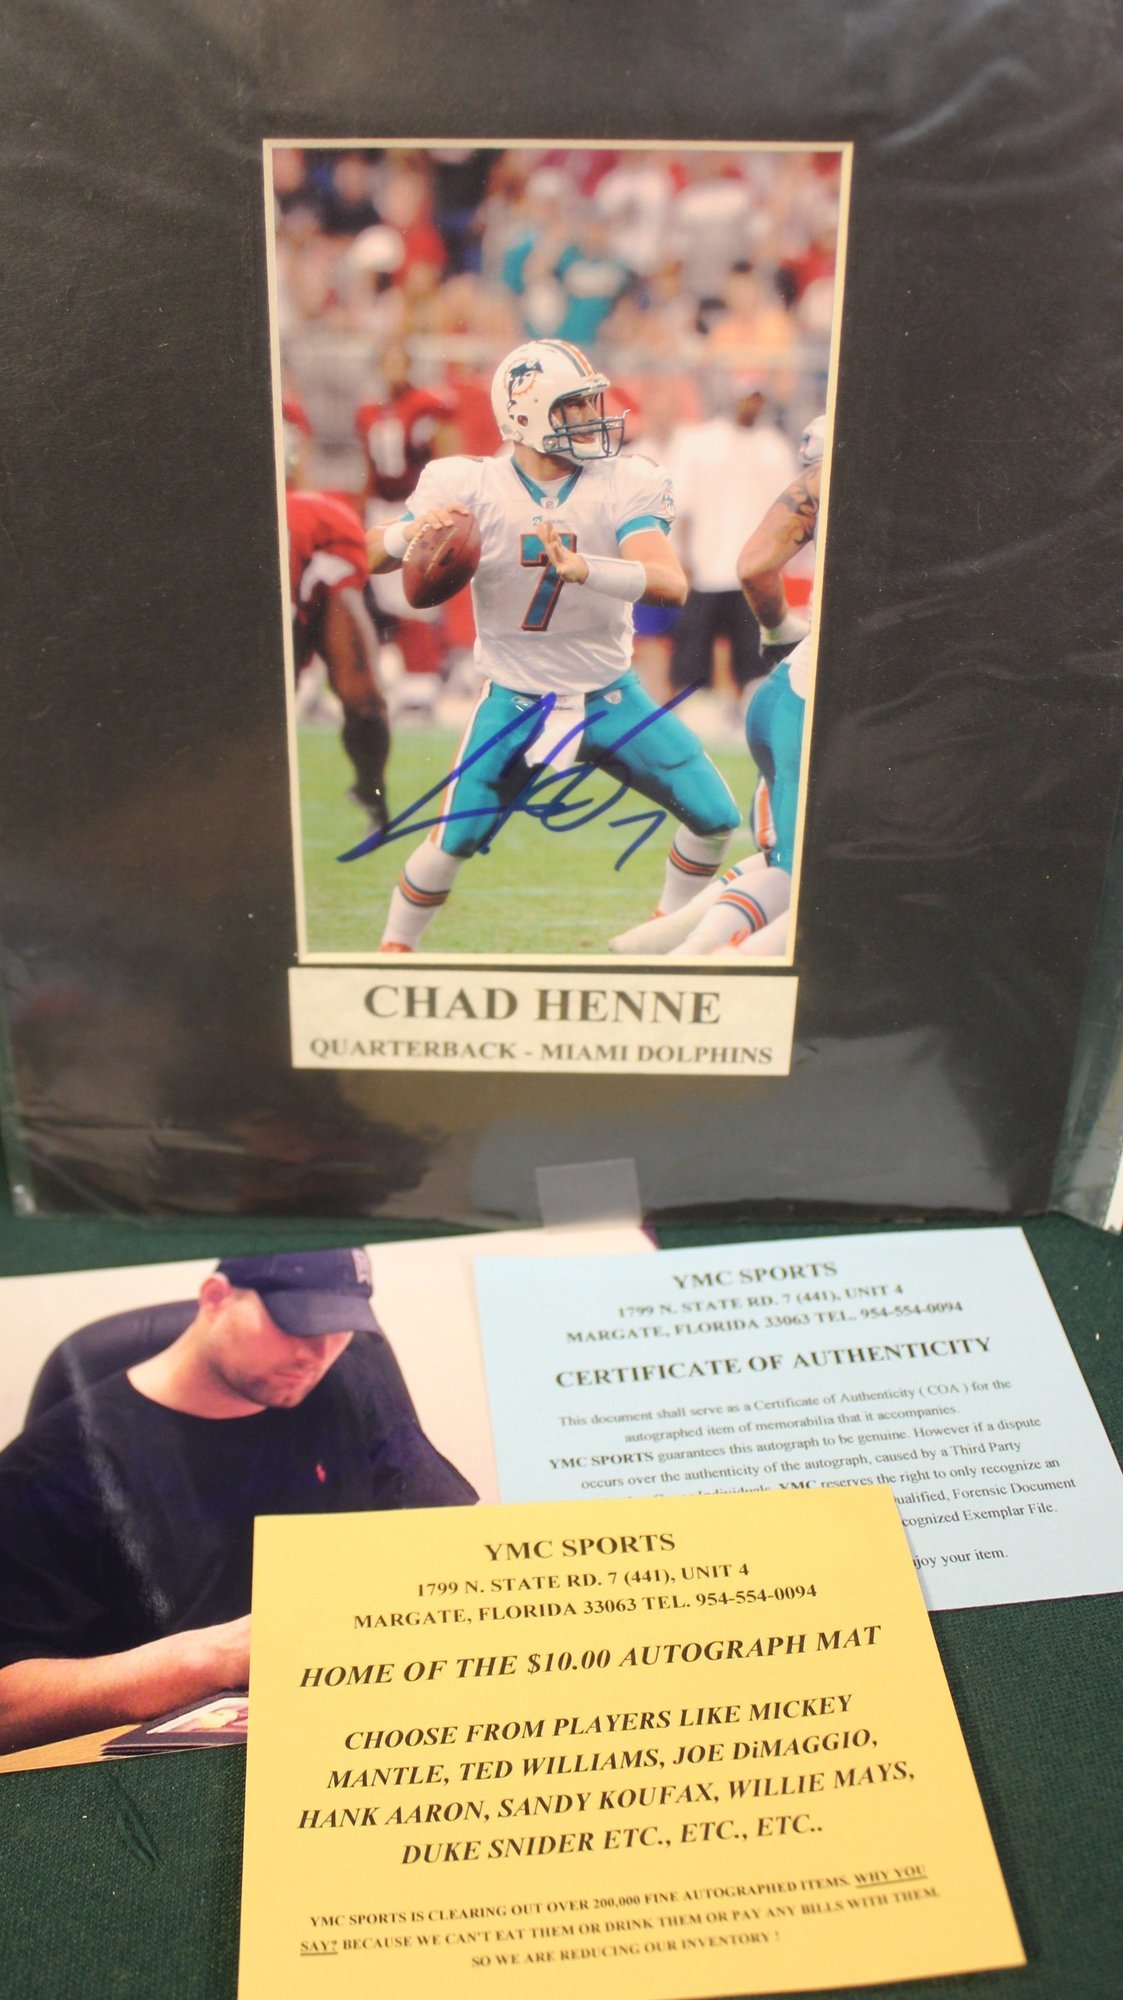 7
CHAD HENNE
QUARTERBACK - MIAMI DOLPHINS
YMC SPORTS
1799 N. STATE RD. 7 (441), UNIT 4
MARGATE, FLORIDA 33063 TEL. 954-554-0094
CERTIFICATE OF AUTHENTICITY
This document shall serve as a Certificate of Authenticity ( COA ) for the
autographed item of memorabilia that it accompanies.
YMC SPORTS guarantees this autograph to be genuine. However if a dispute
occurs over the authenticity of the autograph, caused by a Third Party
YMC reserves the right to only recognize an
Forensic Document
Exemplar File.
your item.
YMC SPORTS
1799 N. STATE RD. 7 (441), UNIT 4
MARGATE, FLORIDA 33063 TEL. 954-554-0094
HOME OF THE $10.00 AUTOGRAPH MAT
CHOOSE FROM PLAYERS LIKE MICKEY
MANTLE, TED WILLIAMS, JOE DiMAGGIO,
HANK AARON, SANDY KOUFAX, WILLIE MAYS,
DUKE SNIDER ETC., ETC., ETC..
YMC SPORTS IS CLEARING OUT OVER 200,000 FINE AUTOGRAPHED ITEMS. WHY YOU
SAY? BECAUSE WE CAN'T EAT THEM OR DRINK THEM OR PAY ANY BILLS WITH THEM.
SO WE ARE REDUCING OUR INVENTORY !